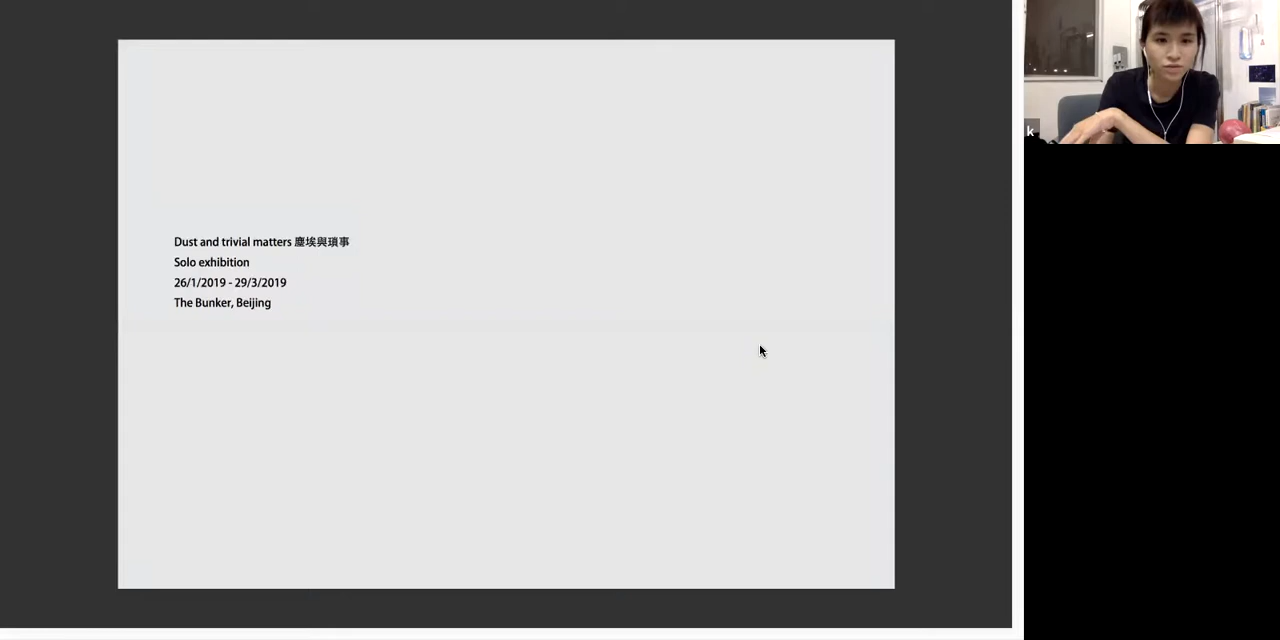 Dust and trivial matters 塵埃與瑣事
Solo exhibition
26/1/2019 - 29/3/2019
The Bunker, Beijing
k